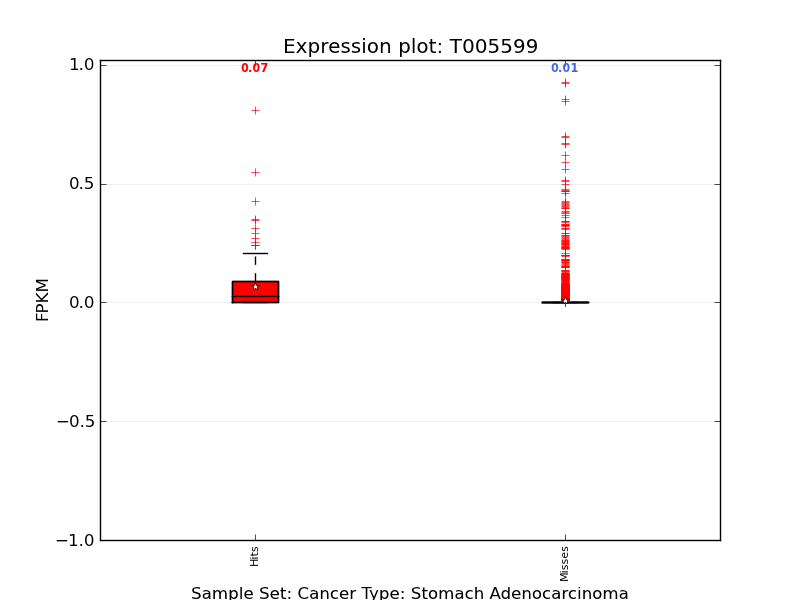 Expression plot: T005599
1.0
0.07
0.01
0.5
FPKM
0.0
−0.5
−1.0
Hits
Misses
Sample Set: Cancer Type: Stomach Adenocarcinoma